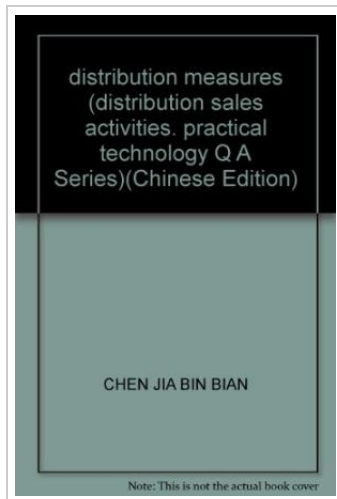 distribution measures
(distribution sales
activities. practical
technology Q A
Series)(Chinese Edition)
CHEN JIA BIN BIAN
Note: This is not the actual book cover